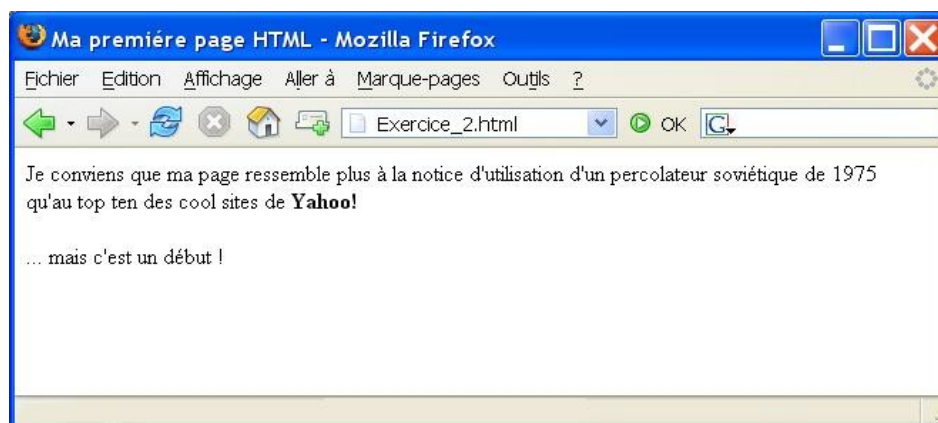 Ma premiére page HTML - Mozilla Firefox
Fichier Edition Affichage Aller à Marque-pages Outils ?
Exercice_2.html OK G
Je conviens que ma page ressemble plus à la notice d'utilisation d'un percolateur soviétique de 1975
qu'au top ten des cool sites de Yahoo!
... mais c'est un début !